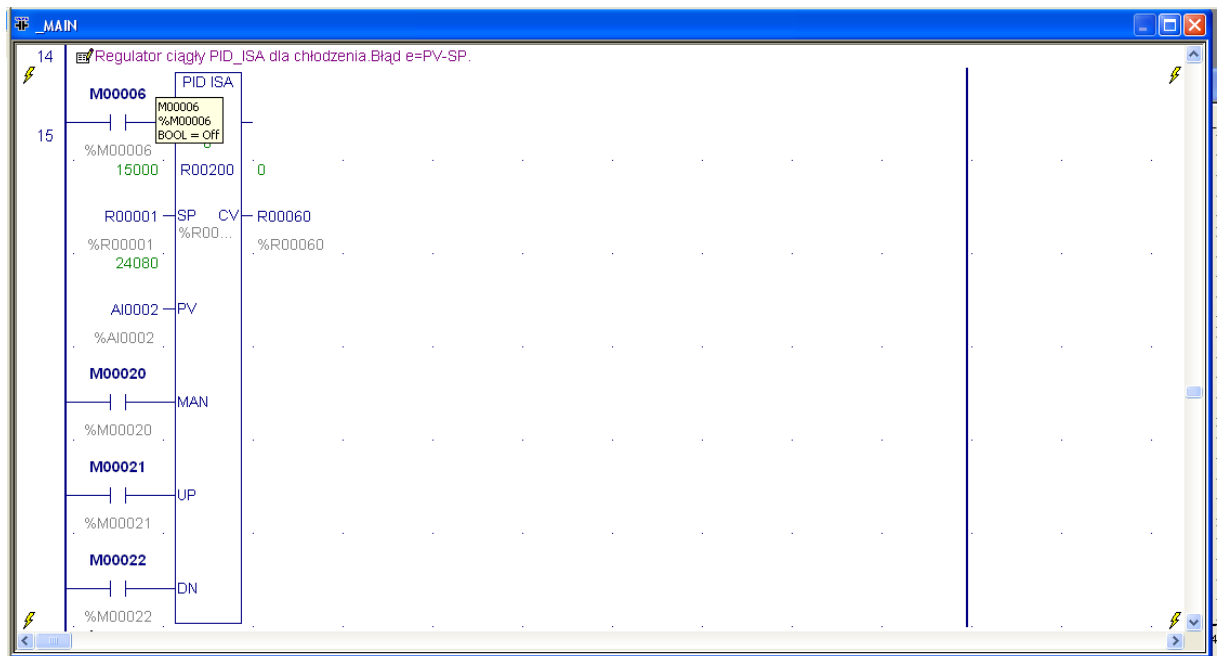 _MAIN
14 Regulator ciągły PID_ISA dla chłodzenia.Błąd e=PV-SP.
PID ISA
M00006
M00006
%M00006
BOOL = Off
15
%M00006
15000 R00200 0
R00001 SP CV R00060
%R00001 %R00... %R00060
24080
AI0002 PV
%AI0002
M00020
MAN
%M00020
M00021
UP
%M00021
M00022
DN
%M00022